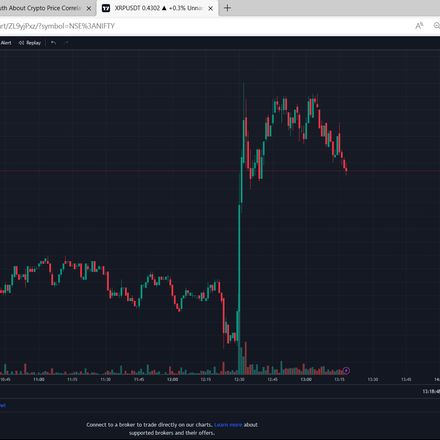 uth About Crypto Price Correla ×
XRPUSDT 0.4302 ▲ +0.3% Unna × +
rt/ZL9yjPxz/?symbol=NSE%3ANIFTY
Alert Replay
10:45 11:00 11:15 11:30 11:45 12:00 12:15 12:30 12:45 13:00 13:15 13:30 13:45 14:
13:18:4
Connect to a broker to trade directly on our charts. Learn more about
supported brokers and their offers.